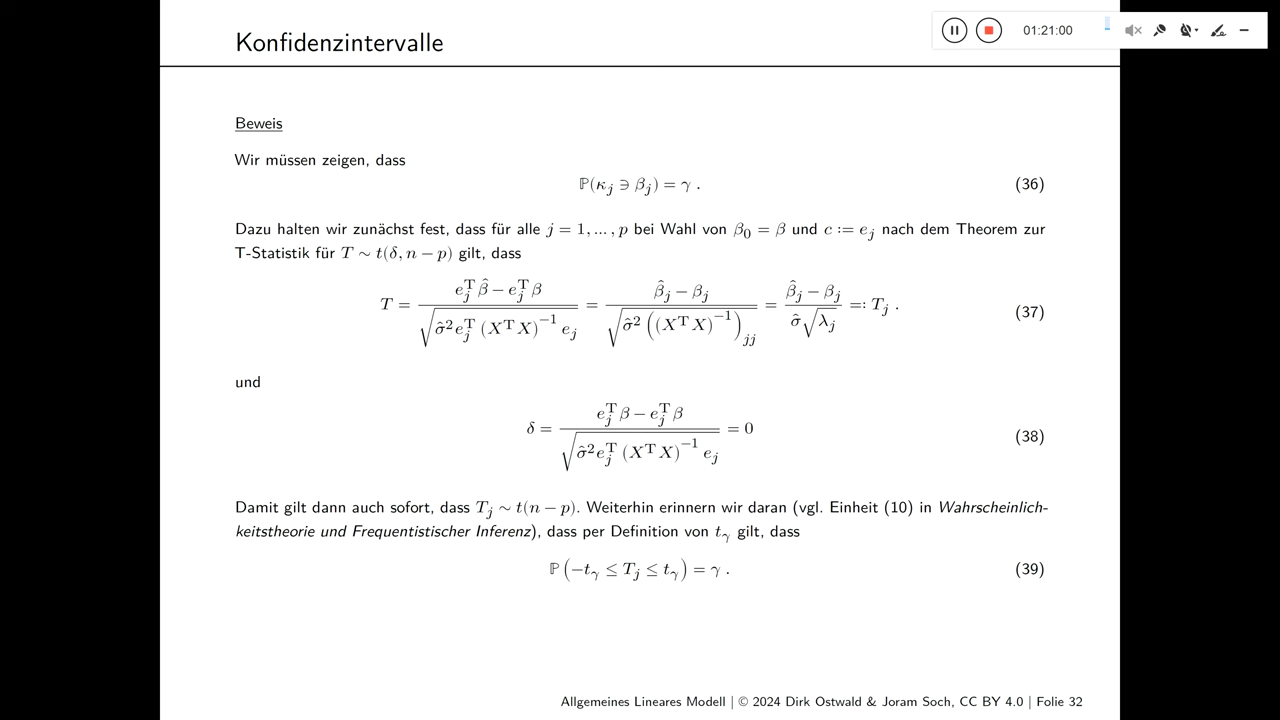 Konfidenzintervalle
01:21:00
Beweis
Wir müssen zeigen, dass
ℙ(κ_j ∋ β_j) = γ . (36)
Dazu halten wir zunächst fest, dass für alle j = 1, ... , p bei Wahl von β_0 = β und c := e_j nach dem Theorem zur
T-Statistik für T ∼ t(δ, n − p) gilt, dass
T = (e_j^T β̂ − e_j^T β) / √(σ̂² e_j^T (X^T X)^{−1} e_j) = (β̂_j − β_j) / √(σ̂² ((X^T X)^{−1})_{jj}) = (β̂_j − β_j) / (σ̂ √λ_j) =: T_j . (37)
und
δ = (e_j^T β − e_j^T β) / √(σ̂² e_j^T (X^T X)^{−1} e_j) = 0 (38)
Damit gilt dann auch sofort, dass T_j ∼ t(n − p). Weiterhin erinnern wir daran (vgl. Einheit (10) in Wahrscheinlich-
keitstheorie und Frequentistischer Inferenz), dass per Definition von t_γ gilt, dass
ℙ (−t_γ ≤ T_j ≤ t_γ) = γ . (39)
Allgemeines Lineares Modell | © 2024 Dirk Ostwald & Joram Soch, CC BY 4.0 | Folie 32